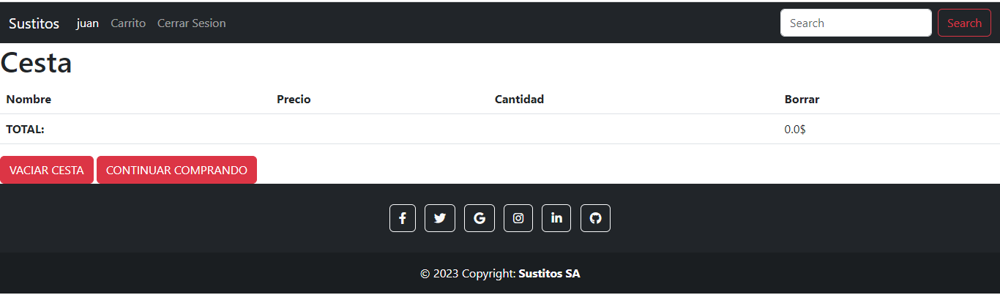 Sustitos juan Carrito Cerrar Sesion Search Search
Cesta
Nombre Precio Cantidad Borrar
TOTAL: 0.0$
VACIAR CESTA CONTINUAR COMPRANDO
© 2023 Copyright: Sustitos SA